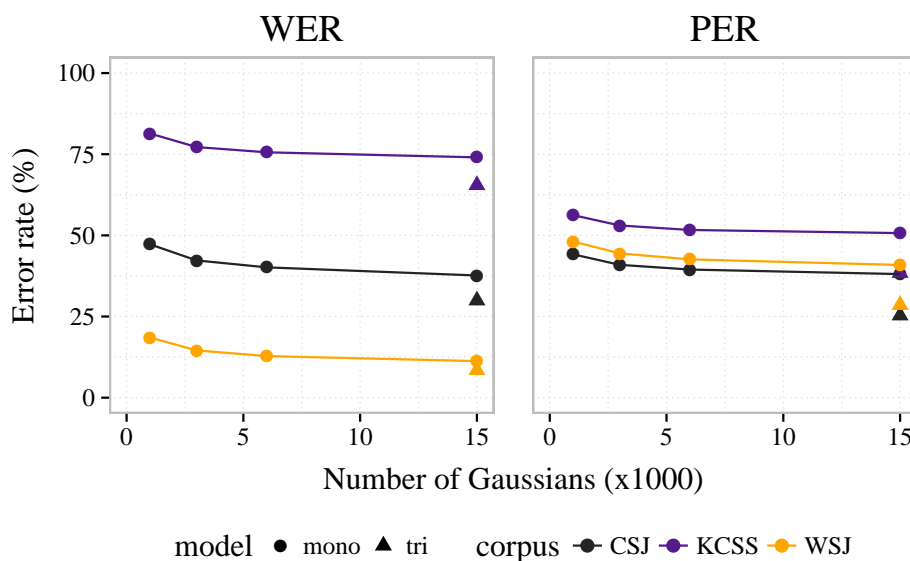 WER PER
Error rate (%)
100
75
50
25
0
0 5 10 15 0 5 10 15
Number of Gaussians (x1000)
model mono tri corpus CSJ KCSS WSJ